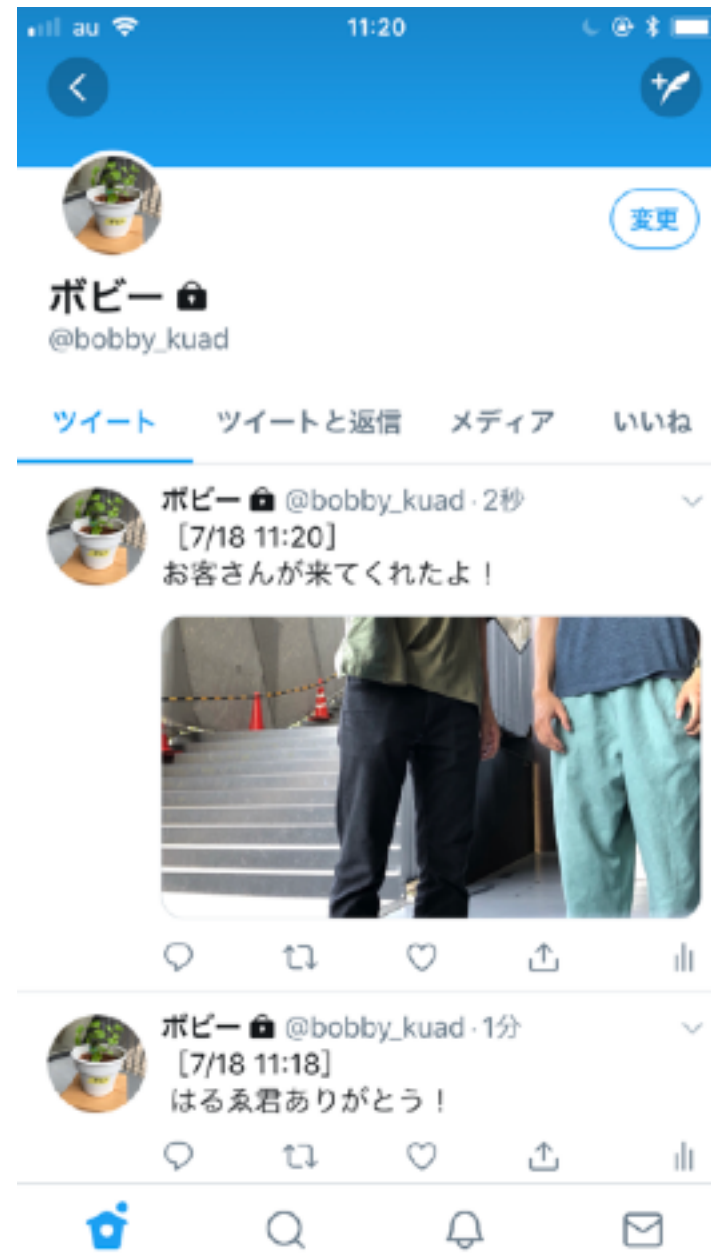 au 11:20
変更
ボビー
@bobby_kuad
ツイート ツイートと返信 メディア いいね
ボビー @bobby_kuad · 2秒
［7/18 11:20］
お客さんが来てくれたよ！
ボビー @bobby_kuad · 1分
［7/18 11:18］
はるゑ君ありがとう！